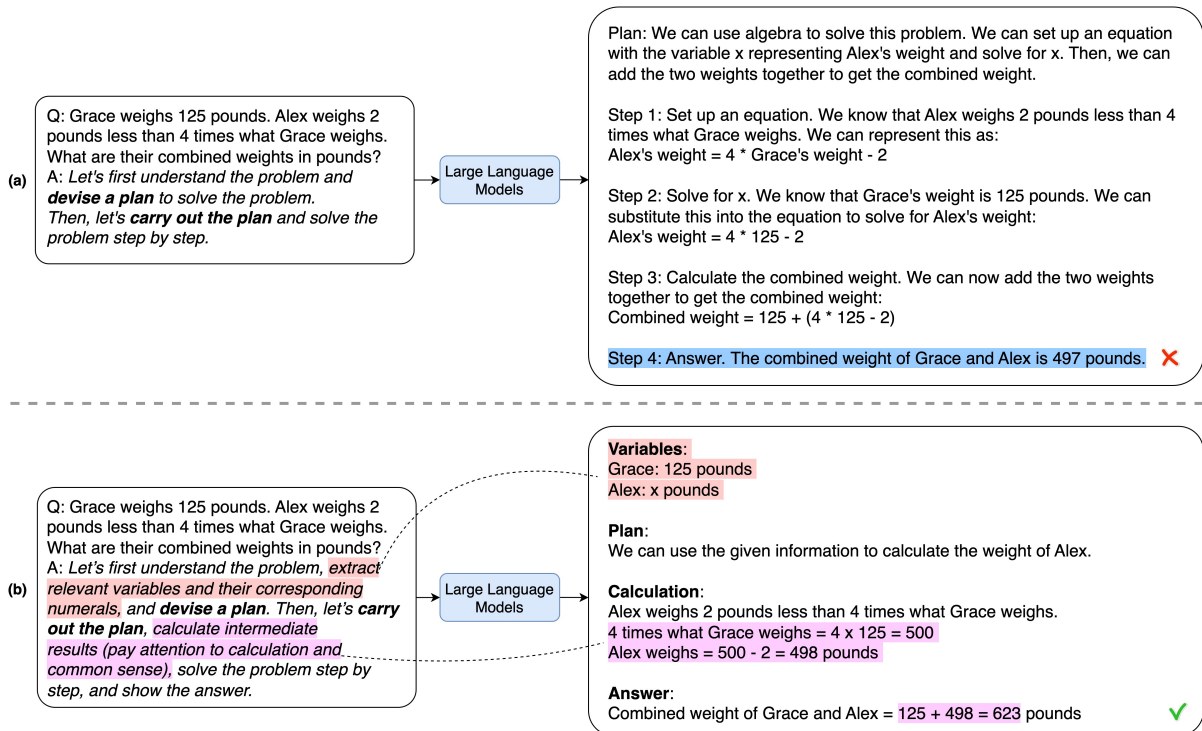 (a)
Q: Grace weighs 125 pounds. Alex weighs 2
pounds less than 4 times what Grace weighs.
What are their combined weights in pounds?
A: Let's first understand the problem and
devise a plan to solve the problem.
Then, let's carry out the plan and solve the
problem step by step.
Large Language
Models
Plan: We can use algebra to solve this problem. We can set up an equation
with the variable x representing Alex's weight and solve for x. Then, we can
add the two weights together to get the combined weight.
Step 1: Set up an equation. We know that Alex weighs 2 pounds less than 4
times what Grace weighs. We can represent this as:
Alex's weight = 4 * Grace's weight - 2
Step 2: Solve for x. We know that Grace's weight is 125 pounds. We can
substitute this into the equation to solve for Alex's weight:
Alex's weight = 4 * 125 - 2
Step 3: Calculate the combined weight. We can now add the two weights
together to get the combined weight:
Combined weight = 125 + (4 * 125 - 2)
Step 4: Answer. The combined weight of Grace and Alex is 497 pounds.
(b)
Q: Grace weighs 125 pounds. Alex weighs 2
pounds less than 4 times what Grace weighs.
What are their combined weights in pounds?
A: Let's first understand the problem, extract
relevant variables and their corresponding
numerals, and devise a plan. Then, let's carry
out the plan, calculate intermediate
results (pay attention to calculation and
common sense), solve the problem step by
step, and show the answer.
Large Language
Models
Variables:
Grace: 125 pounds
Alex: x pounds
Plan:
We can use the given information to calculate the weight of Alex.
Calculation:
Alex weighs 2 pounds less than 4 times what Grace weighs.
4 times what Grace weighs = 4 x 125 = 500
Alex weighs = 500 - 2 = 498 pounds
Answer:
Combined weight of Grace and Alex = 125 + 498 = 623 pounds